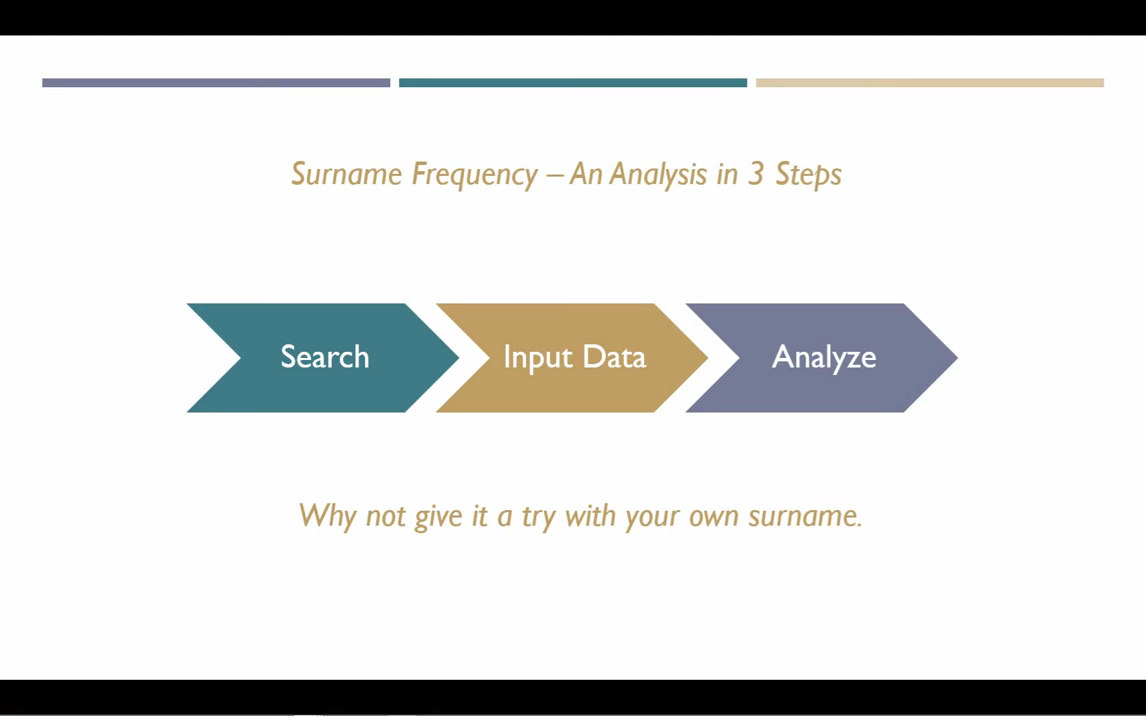 Surname Frequency – An Analysis in 3 Steps
Search
Input Data
Analyze
Why not give it a try with your own surname.